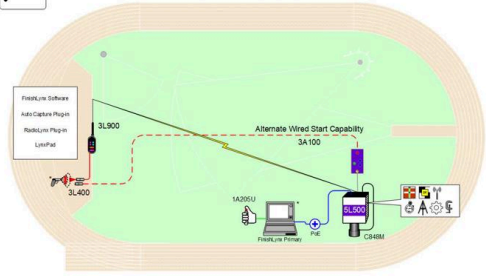 FinishLynx Software
Auto Capture Plug-in
RadioLynx Plug-in
LynxPad
3L900
Alternate Wired Start Capability
3A100
3L400
1A205U
5L500
PoE
FinishLynx Primary
C848M